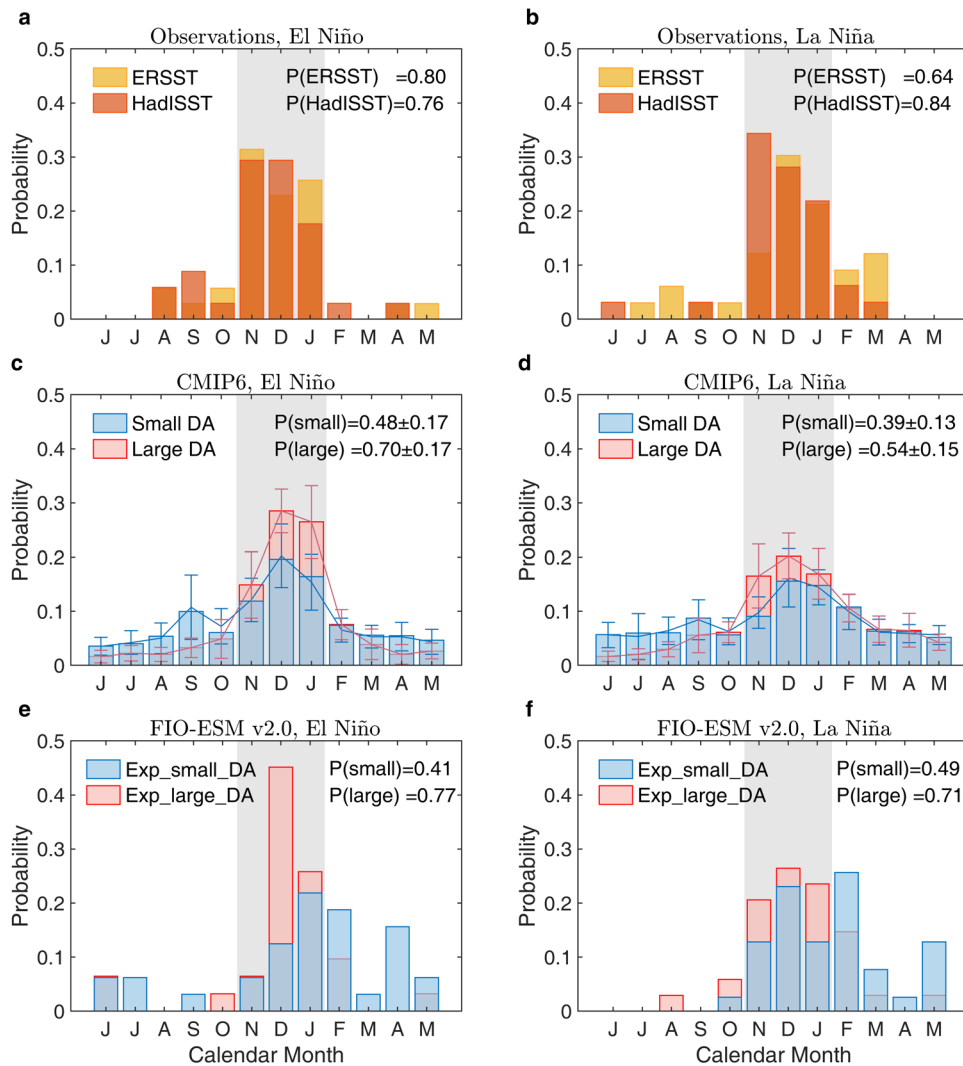 a
Observations, El Niño
0.5
0.4
0.3
0.2
0.1
0
Probability
ERSST
HadISST
P(ERSST) =0.80
P(HadISST)=0.76
J J A S O N D J F M A M
b
Observations, La Niña
0.5
0.4
0.3
0.2
0.1
0
Probability
ERSST
HadISST
P(ERSST) =0.64
P(HadISST)=0.84
J J A S O N D J F M A M
c
CMIP6, El Niño
0.5
0.4
0.3
0.2
0.1
0
Probability
Small DA
Large DA
P(small)=0.48±0.17
P(large) =0.70±0.17
J J A S O N D J F M A M
d
CMIP6, La Niña
0.5
0.4
0.3
0.2
0.1
0
Probability
Small DA
Large DA
P(small)=0.39±0.13
P(large) =0.54±0.15
J J A S O N D J F M A M
e
FIO-ESM v2.0, El Niño
0.5
0.4
0.3
0.2
0.1
0
Probability
Exp_small_DA
Exp_large_DA
P(small)=0.41
P(large) =0.77
J J A S O N D J F M A M
Calendar Month
f
FIO-ESM v2.0, La Niña
0.5
0.4
0.3
0.2
0.1
0
Probability
Exp_small_DA
Exp_large_DA
P(small)=0.49
P(large) =0.71
J J A S O N D J F M A M
Calendar Month